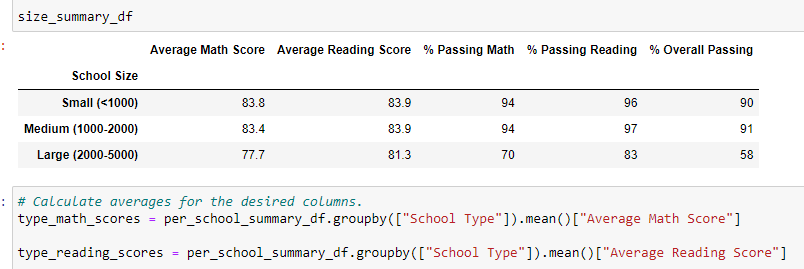 size_summary_df
Average Math Score Average Reading Score % Passing Math % Passing Reading % Overall Passing
School Size
Small (<1000) 83.8 83.9 94 96 90
Medium (1000-2000) 83.4 83.9 94 97 91
Large (2000-5000) 77.7 81.3 70 83 58
# Calculate averages for the desired columns.
type_math_scores = per_school_summary_df.groupby(["School Type"]).mean()["Average Math Score"]
type_reading_scores = per_school_summary_df.groupby(["School Type"]).mean()["Average Reading Score"]